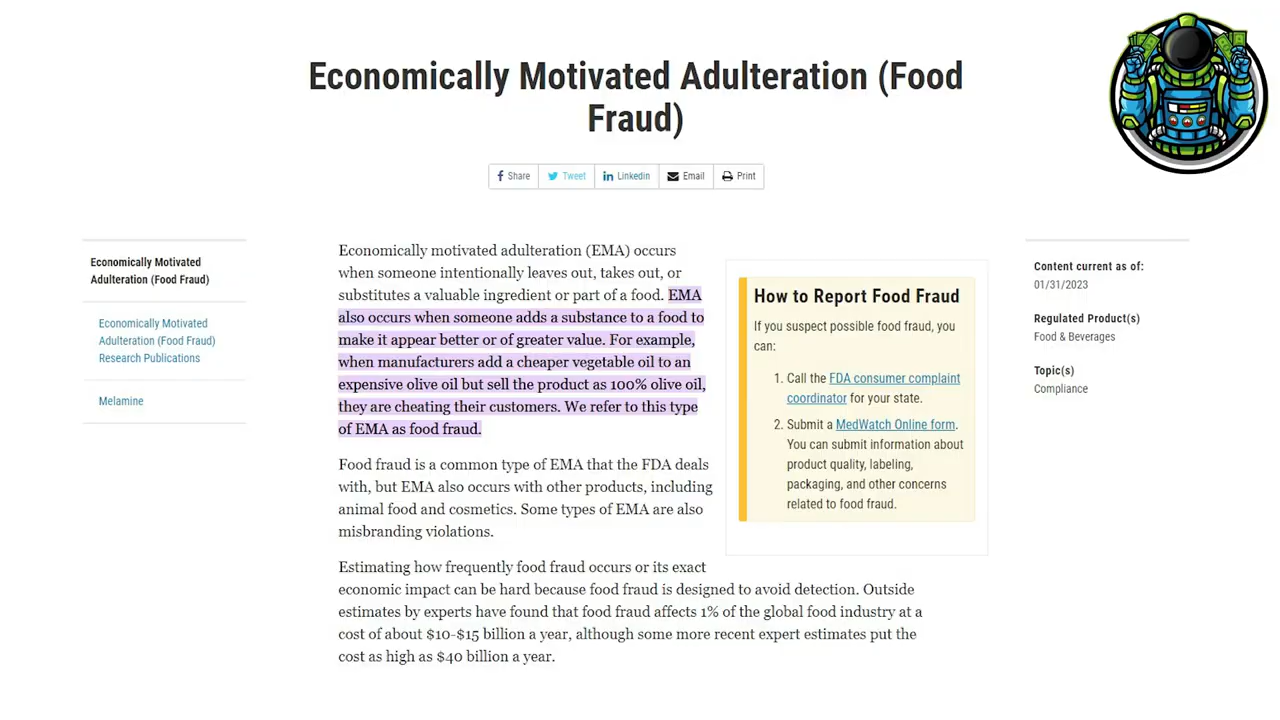 Economically Motivated Adulteration (Food
Fraud)
Share
Tweet
Linkedin
Email
Print
Economically Motivated
Adulteration (Food Fraud)
Economically Motivated
Adulteration (Food Fraud)
Research Publications
Melamine
Economically motivated adulteration (EMA) occurs
when someone intentionally leaves out, takes out, or
substitutes a valuable ingredient or part of a food. EMA
also occurs when someone adds a substance to a food to
make it appear better or of greater value. For example,
when manufacturers add a cheaper vegetable oil to an
expensive olive oil but sell the product as 100% olive oil,
they are cheating their customers. We refer to this type
of EMA as food fraud.
Food fraud is a common type of EMA that the FDA deals
with, but EMA also occurs with other products, including
animal food and cosmetics. Some types of EMA are also
misbranding violations.
Estimating how frequently food fraud occurs or its exact
economic impact can be hard because food fraud is designed to avoid detection. Outside
estimates by experts have found that food fraud affects 1% of the global food industry at a
cost of about $10-$15 billion a year, although some more recent expert estimates put the
cost as high as $40 billion a year.
How to Report Food Fraud
If you suspect possible food fraud, you
can:
1. Call the FDA consumer complaint
coordinator for your state.
2. Submit a MedWatch Online form.
You can submit information about
product quality, labeling,
packaging, and other concerns
related to food fraud.
Content current as of:
01/31/2023
Regulated Product(s)
Food & Beverages
Topic(s)
Compliance